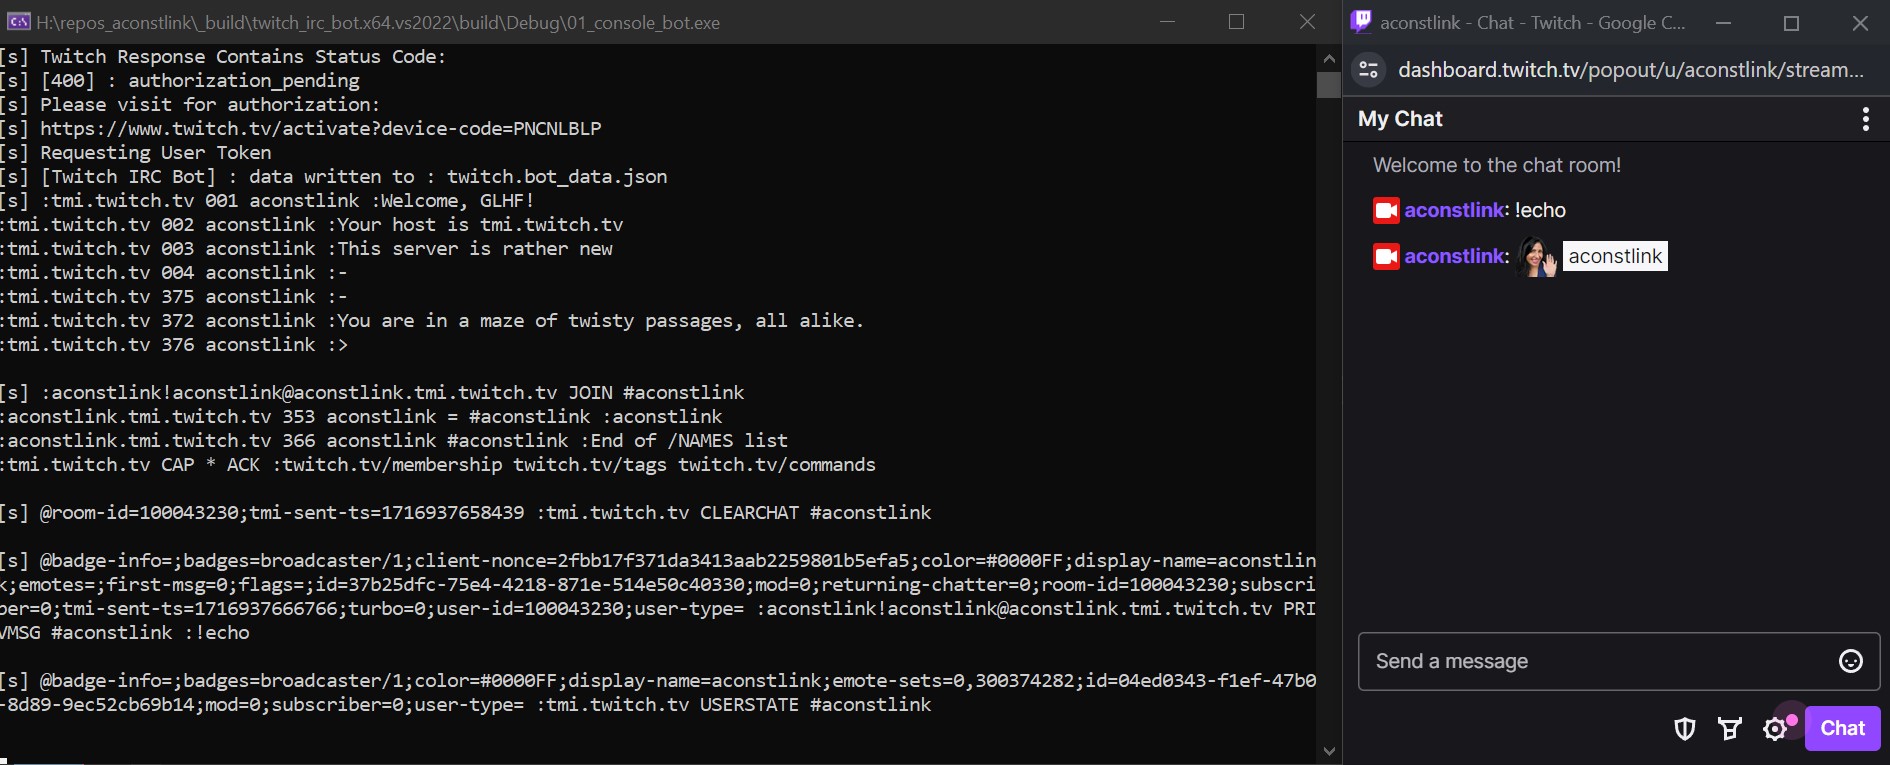 H:\repos_aconstlink\_build\twitch_irc_bot.x64.vs2022\build\Debug\01_console_bot.exe
[s] Twitch Response Contains Status Code:
[s] [400] : authorization_pending
[s] Please visit for authorization:
[s] https://www.twitch.tv/activate?device-code=PNCNLBLP
[s] Requesting User Token
[s] [Twitch IRC Bot] : data written to : twitch.bot_data.json
[s] :tmi.twitch.tv 001 aconstlink :Welcome, GLHF!
:tmi.twitch.tv 002 aconstlink :Your host is tmi.twitch.tv
:tmi.twitch.tv 003 aconstlink :This server is rather new
:tmi.twitch.tv 004 aconstlink :-
:tmi.twitch.tv 375 aconstlink :-
:tmi.twitch.tv 372 aconstlink :You are in a maze of twisty passages, all alike.
:tmi.twitch.tv 376 aconstlink :>
[s] :aconstlink!aconstlink@aconstlink.tmi.twitch.tv JOIN #aconstlink
:aconstlink.tmi.twitch.tv 353 aconstlink = #aconstlink :aconstlink
:aconstlink.tmi.twitch.tv 366 aconstlink #aconstlink :End of /NAMES list
:tmi.twitch.tv CAP * ACK :twitch.tv/membership twitch.tv/tags twitch.tv/commands
[s] @room-id=100043230;tmi-sent-ts=1716937658439 :tmi.twitch.tv CLEARCHAT #aconstlink
[s] @badge-info=;badges=broadcaster/1;client-nonce=2fbb17f371da3413aab2259801b5efa5;color=#0000FF;display-name=aconstlin
k;emotes=;first-msg=0;flags=;id=37b25dfc-75e4-4218-871e-514e50c40330;mod=0;returning-chatter=0;room-id=100043230;subscri
ber=0;tmi-sent-ts=1716937666766;turbo=0;user-id=100043230;user-type= :aconstlink!aconstlink@aconstlink.tmi.twitch.tv PRI
VMSG #aconstlink :!echo
[s] @badge-info=;badges=broadcaster/1;color=#0000FF;display-name=aconstlink;emote-sets=0,300374282;id=04ed0343-f1ef-47b0
-8d89-9ec52cb69b14;mod=0;subscriber=0;user-type= :tmi.twitch.tv USERSTATE #aconstlink
aconstlink - Chat - Twitch - Google C...
dashboard.twitch.tv/popout/u/aconstlink/stream...
My Chat
Welcome to the chat room!
aconstlink: !echo
aconstlink: aconstlink
Send a message
Chat